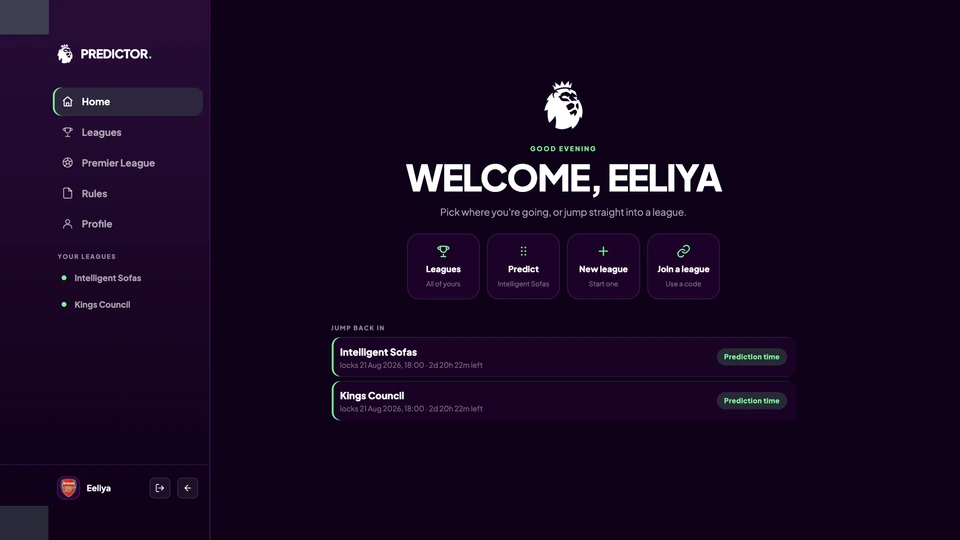 PREDICTOR.
Home
Leagues
Premier League
Rules
Profile
YOUR LEAGUES
Intelligent Sofas
Kings Council
Eeliya
GOOD EVENING
WELCOME, EELIYA
Pick where you're going, or jump straight into a league.
Leagues
All of yours
Predict
Intelligent Sofas
New league
Start one
Join a league
Use a code
JUMP BACK IN
Intelligent Sofas
locks 21 Aug 2026, 18:00 · 2d 20h 22m left
Prediction time
Kings Council
locks 21 Aug 2026, 18:00 · 2d 20h 22m left
Prediction time